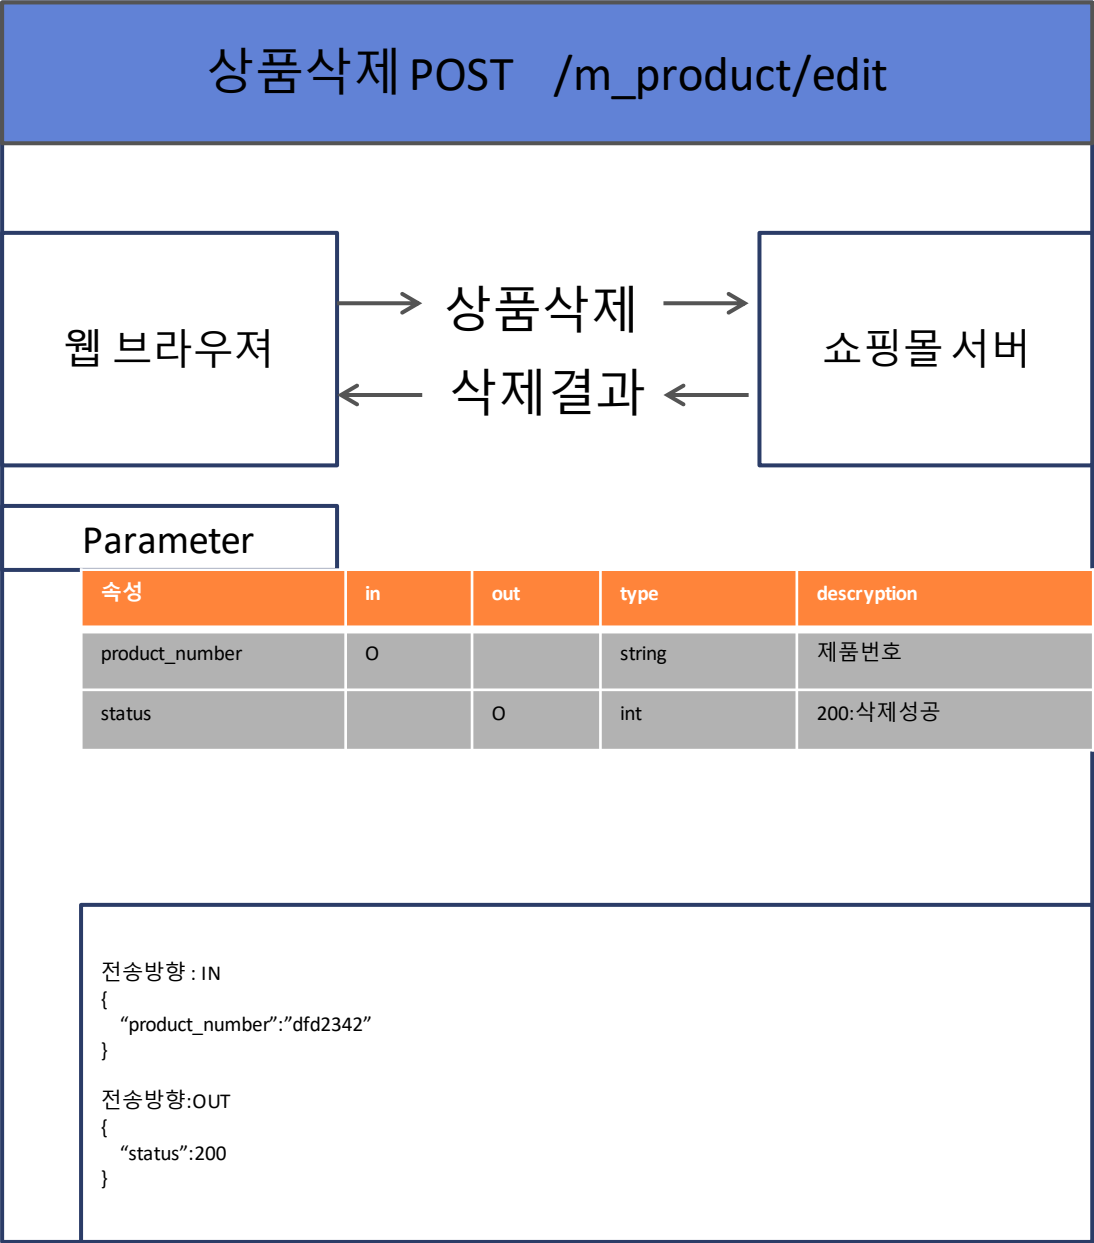 상품삭제 POST /m_product/edit
웹 브라우져
상품삭제
삭제결과
쇼핑몰 서버
Parameter
속성 in out type descryption
product_number O string 제품번호
status O int 200:삭제성공
전송방향 : IN
{
“product_number”:”dfd2342”
}
전송방향:OUT
{
“status”:200
}